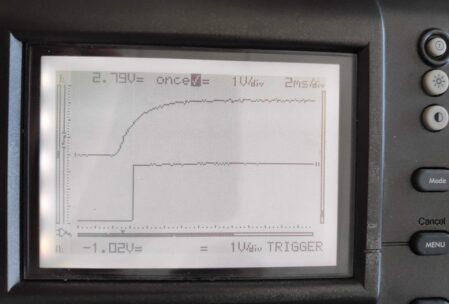 2.79V= once = 1V/div 2ms/div
Mode
Cancel
MENU
-1.02V= = 1V/div TRIGGER